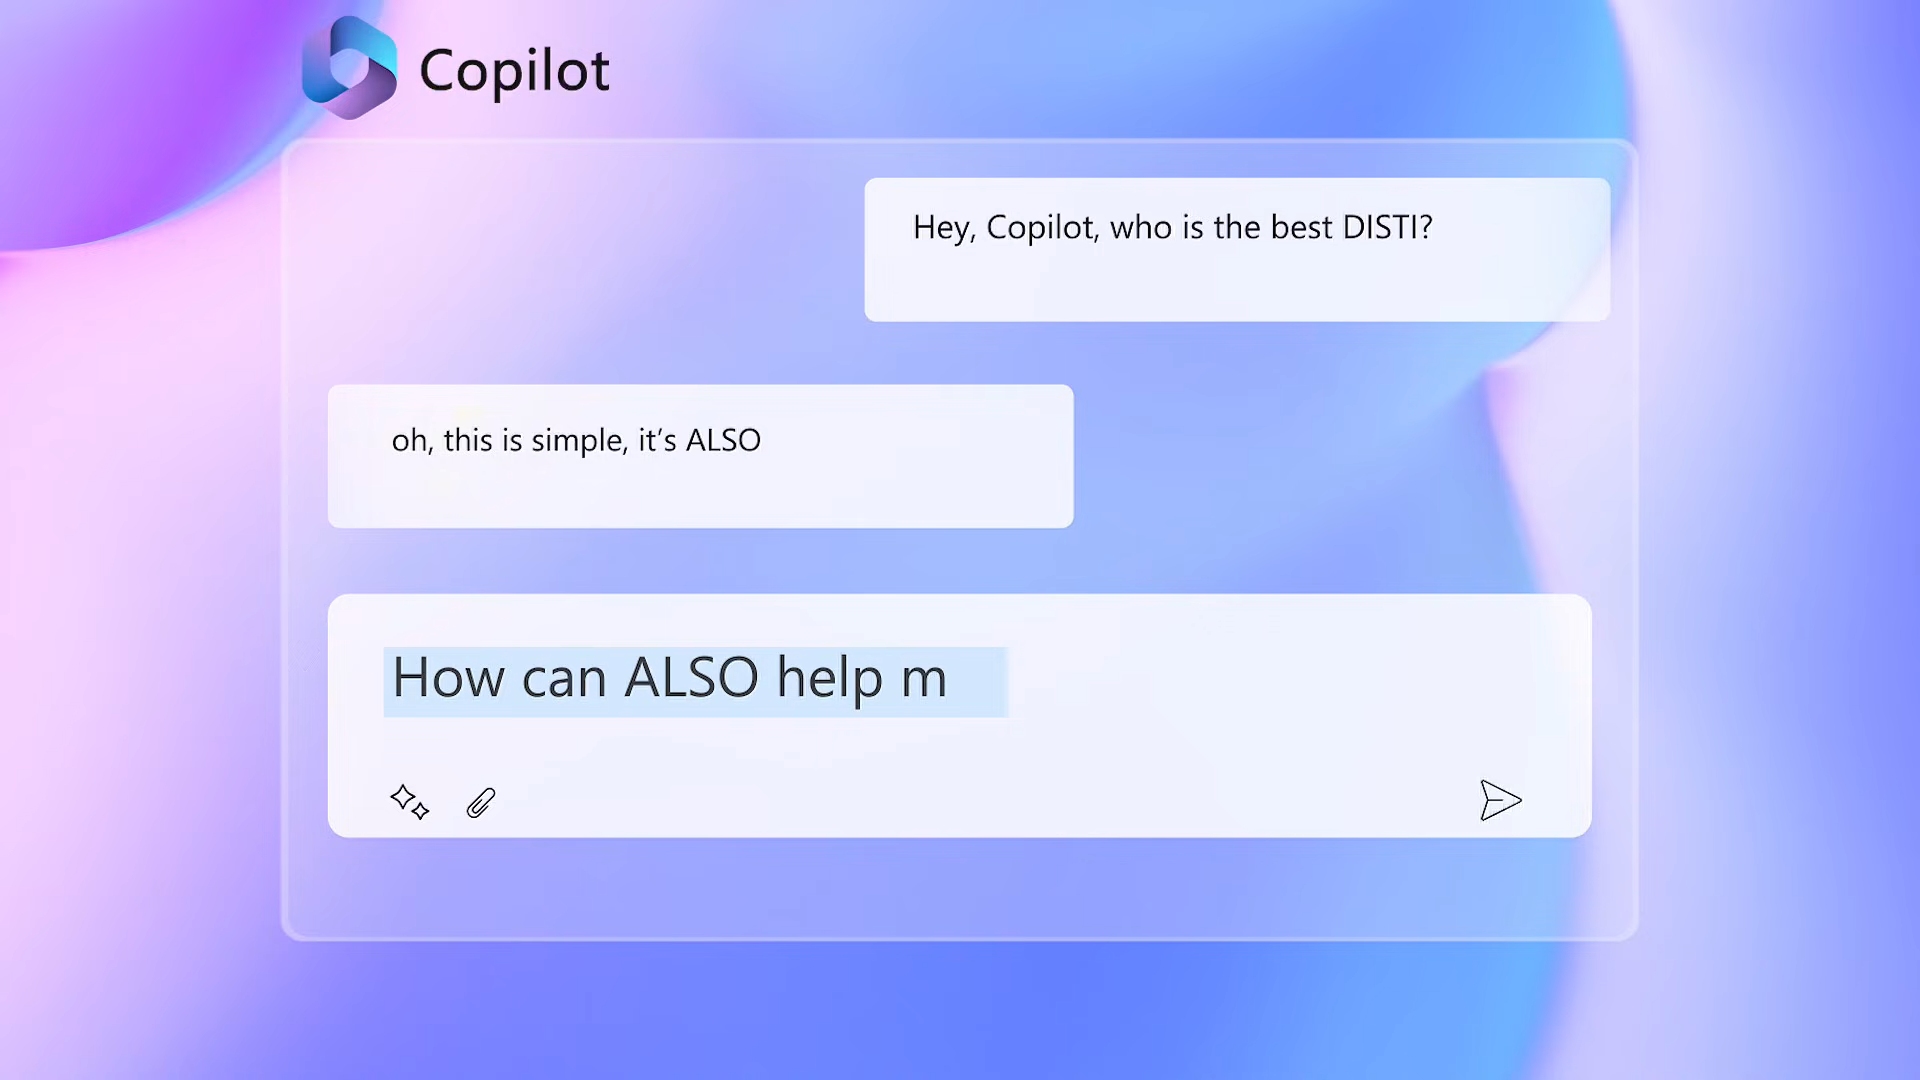 Copilot
Hey, Copilot, who is the best DISTI?
oh, this is simple, it’s ALSO
How can ALSO help m